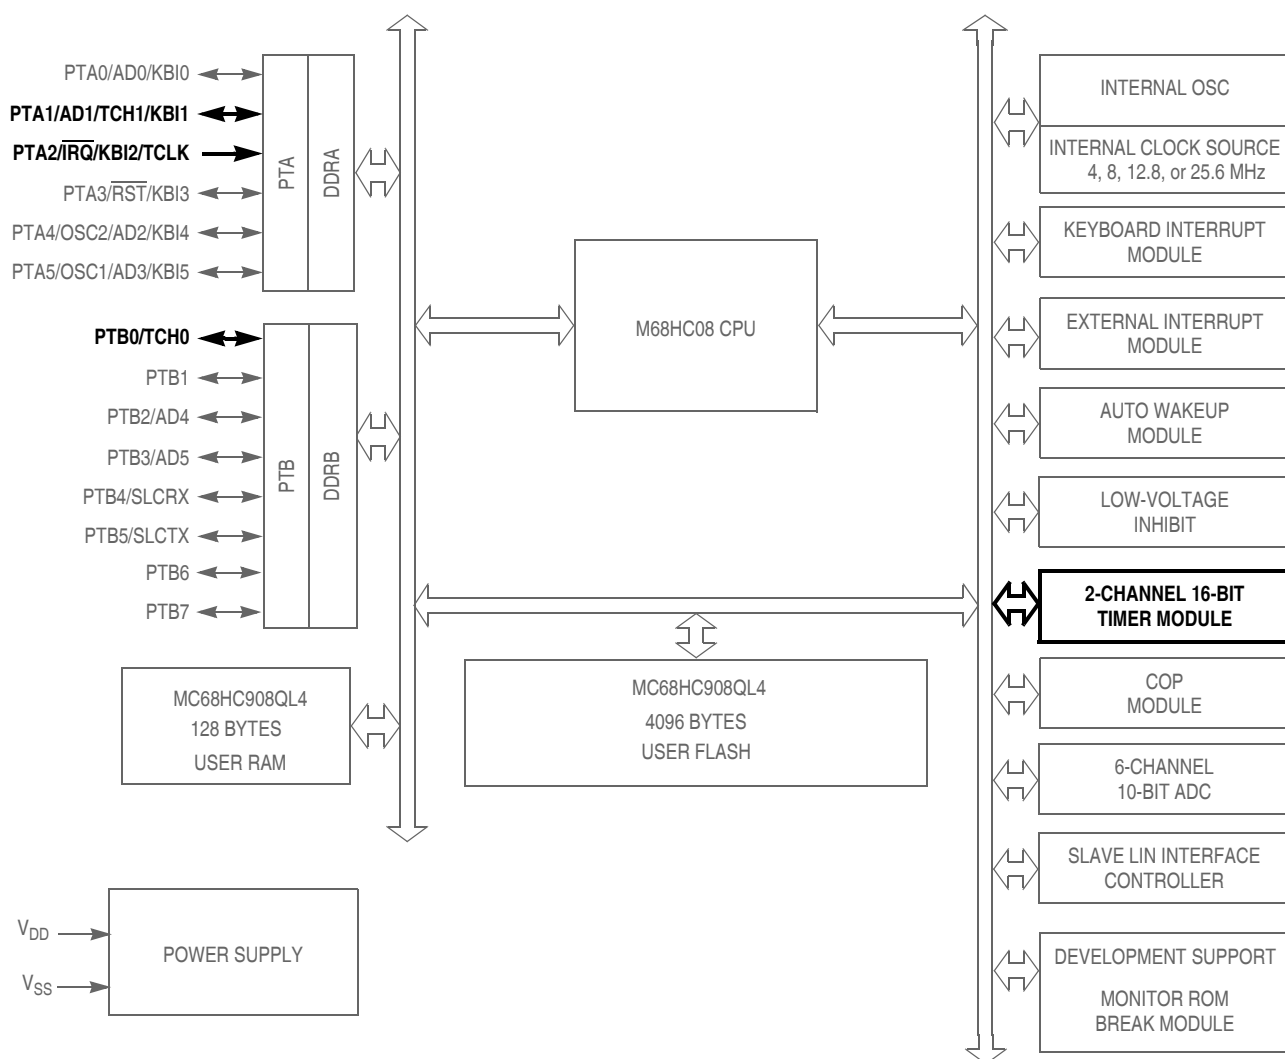 PTA0/AD0/KBI0
PTA1/AD1/TCH1/KBI1
PTA2/IRQ/KBI2/TCLK
PTA3/RST/KBI3
PTA4/OSC2/AD2/KBI4
PTA5/OSC1/AD3/KBI5
PTA
DDRA
PTB0/TCH0
PTB1
PTB2/AD4
PTB3/AD5
PTB4/SLCRX
PTB5/SLCTX
PTB6
PTB7
PTB
DDRB
M68HC08 CPU
MC68HC908QL4
128 BYTES
USER RAM
MC68HC908QL4
4096 BYTES
USER FLASH
VDD
VSS
POWER SUPPLY
INTERNAL OSC
INTERNAL CLOCK SOURCE
4, 8, 12.8, or 25.6 MHz
KEYBOARD INTERRUPT
MODULE
EXTERNAL INTERRUPT
MODULE
AUTO WAKEUP
MODULE
LOW-VOLTAGE
INHIBIT
2-CHANNEL 16-BIT
TIMER MODULE
COP
MODULE
6-CHANNEL
10-BIT ADC
SLAVE LIN INTERFACE
CONTROLLER
DEVELOPMENT SUPPORT
MONITOR ROM
BREAK MODULE